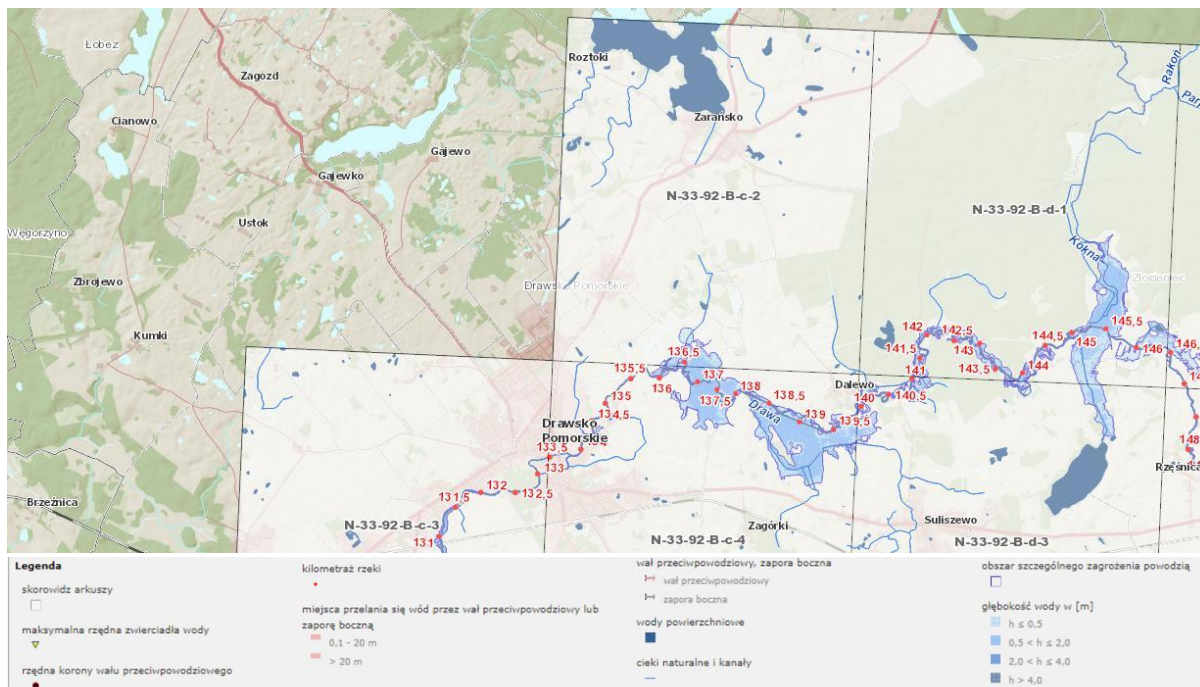 Łobez
Zagozd
Cianowo
Gajewo
Gajewko
Ustok
Węgorzyno
Zbrojewo
Kumki
Brzeźnica
Roztoki
Zarańsko
N-33-92-B-c-2
N-33-92-B-d-1
Rakoń
Kokna
Złocieniec
Drawsko Pomorskie
142
142,5
144,5
145,5
141,5
143
145
146
146,
136,5
141
143,5
144
135,5
136
137
138
Dalewo
137,5
138,5
140
140,5
135
134,5
Drawa
139
139,5
Drawsko
Pomorskie
133,5
133
148
Rześnica
132
132,5
131,5
N-33-92-B-c-3
131
Zagórki
N-33-92-B-c-4
Suliszewo
N-33-92-B-d-3
Legenda
skorowidz arkuszy
maksymalna rzędna zwierciadła wody
rzędna korony wału przeciwpowodziowego
kilometraż rzeki
miejsca przelania się wód przez wał przeciwpowodziowy lub
zaporę boczną
0,1 - 20 m
> 20 m
wał przeciwpowodziowy, zapora boczna
wał przeciwpowodziowy
zapora boczna
wody powierzchniowe
cieki naturalne i kanały
obszar szczególnego zagrożenia powodzią
głębokość wody w [m]
h ≤ 0,5
0,5 < h ≤ 2,0
2,0 < h ≤ 4,0
h > 4,0